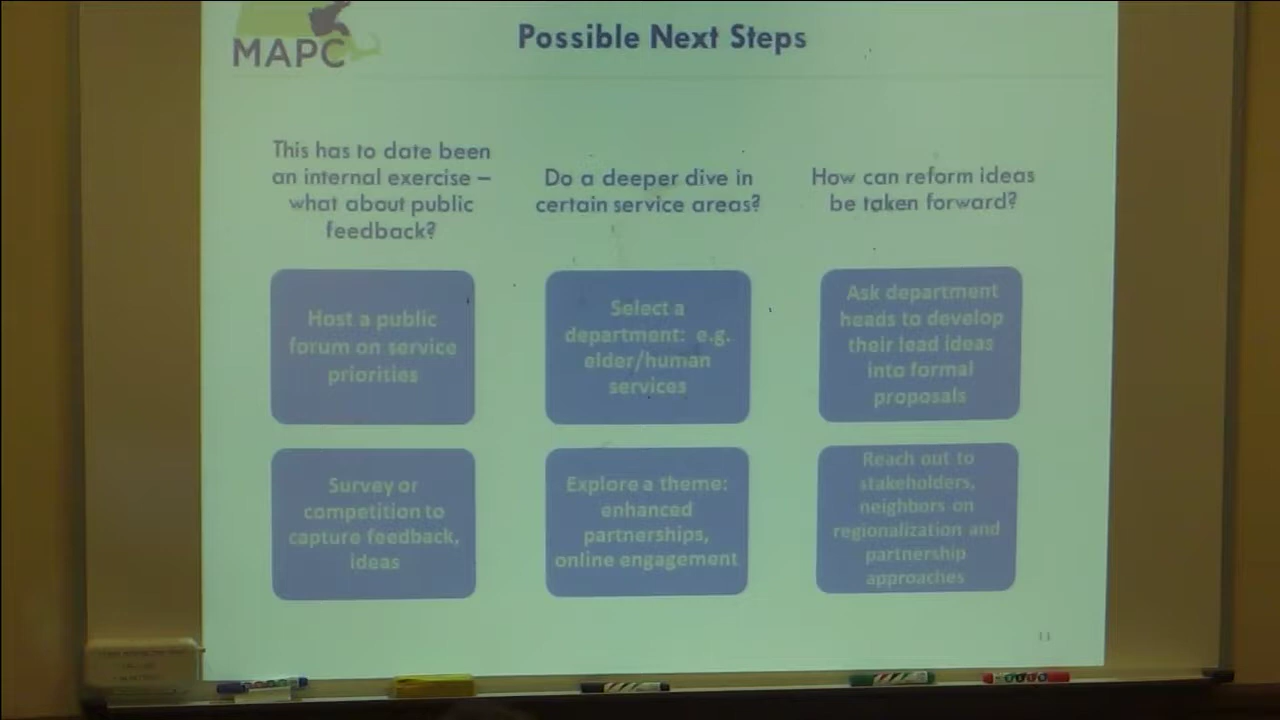 MAPC
Possible Next Steps
This has to date been
an internal exercise –
what about public
feedback?
Do a deeper dive in
certain service areas?
How can reform ideas
be taken forward?
Host a public
forum on service
priorities
Select a
department: e.g.
elder/human
services
Ask department
heads to develop
their lead ideas
into formal
proposals
Survey or
competition to
capture feedback,
ideas
Explore a theme:
enhanced
partnerships,
online engagement
Reach out to
stakeholders,
neighbors on
regionalization and
partnership
approaches
11